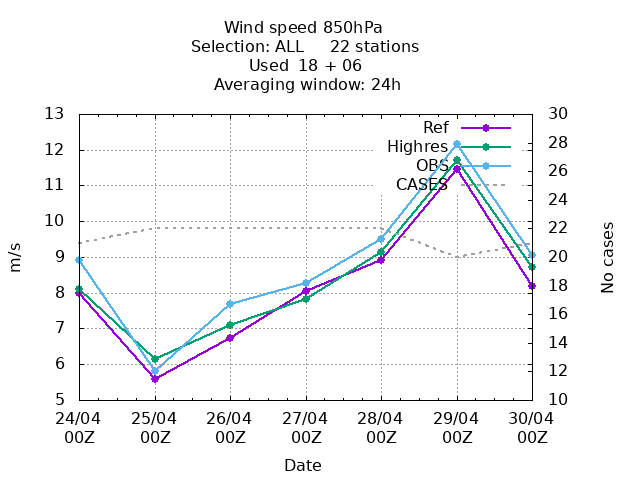 Wind speed 850hPa
Selection: ALL     22 stations
Used  18 + 06
Averaging window: 24h
Ref
Highres
OBS
CASES
13
12
11
10
9
8
7
6
5
m/s
30
28
26
24
22
20
18
16
14
12
10
No cases
24/04 25/04 26/04 27/04 28/04 29/04 30/04
00Z 00Z 00Z 00Z 00Z 00Z 00Z
Date